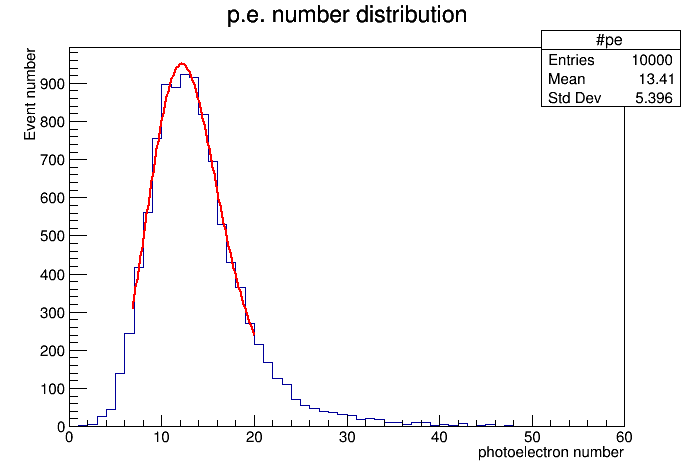 p.e. number distribution
#pe
Entries 10000
Mean 13.41
Std Dev 5.396
Event number
900
800
700
600
500
400
300
200
100
0
0 10 20 30 40 50 60
photoelectron number